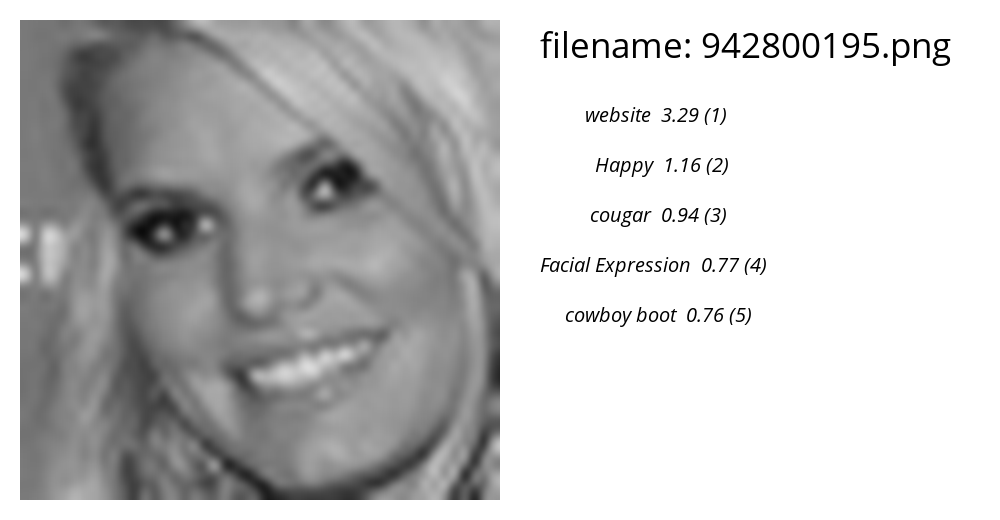 filename: 942800195.png
website 3.29 (1)
Happy 1.16 (2)
cougar 0.94 (3)
Facial Expression 0.77 (4)
cowboy boot 0.76 (5)